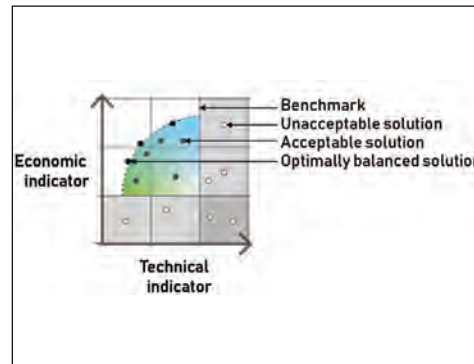 Benchmark
Unacceptable solution
Acceptable solution
Optimally balanced solution
Economic
indicator
Technical
indicator